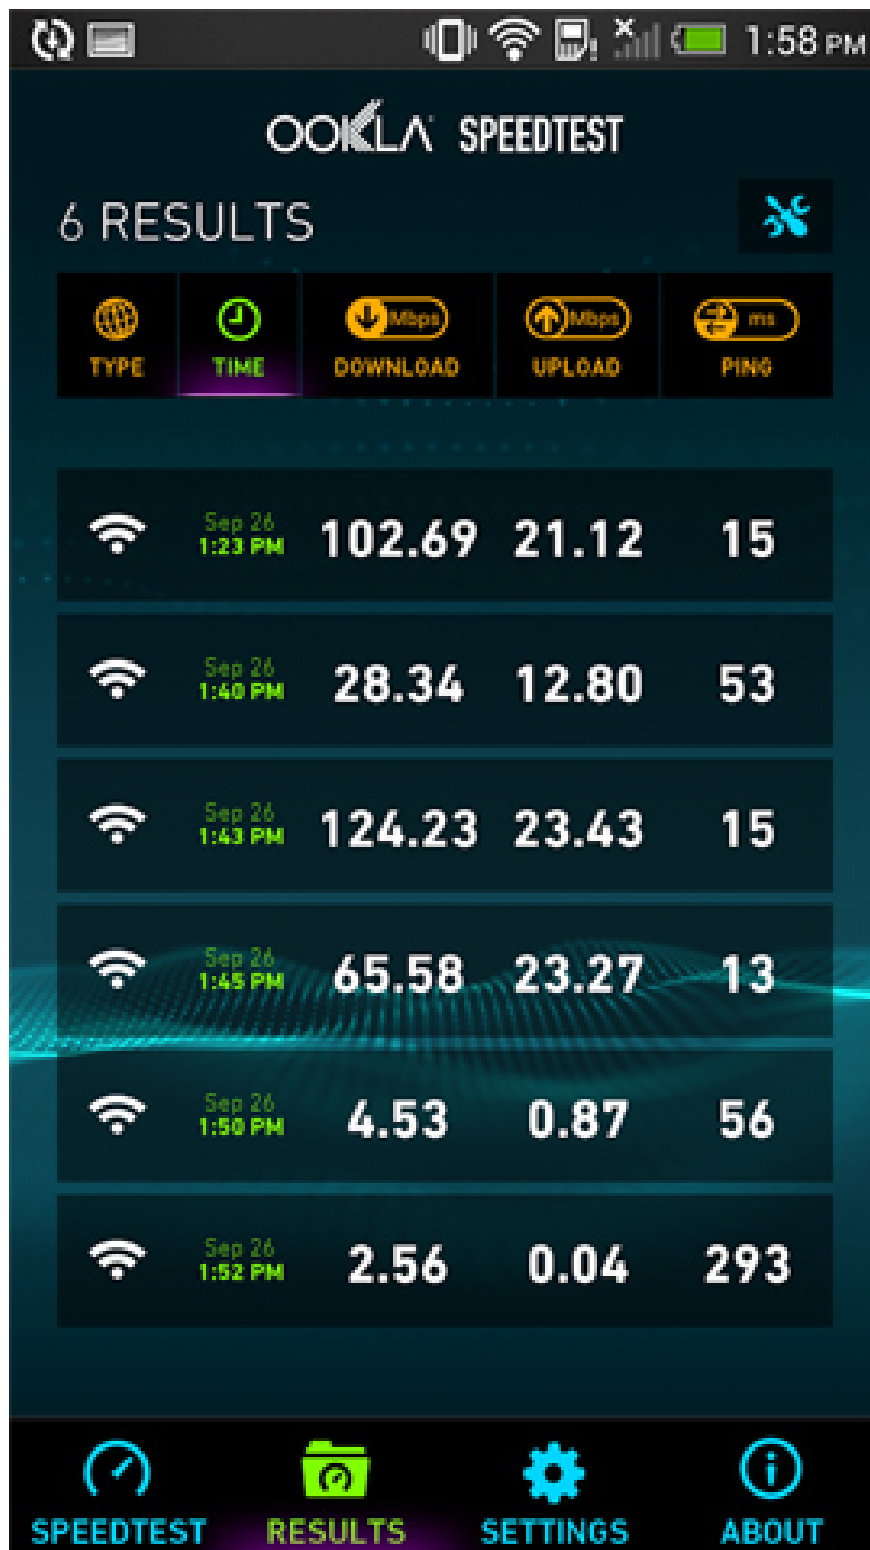 1:58 PM
OOKLA SPEEDTEST
6 RESULTS
Mbps Mbps ms
TYPE TIME DOWNLOAD UPLOAD PING
Sep 26
1:23 PM 102.69 21.12 15
Sep 26
1:40 PM 28.34 12.80 53
Sep 26
1:43 PM 124.23 23.43 15
Sep 26
1:45 PM 65.58 23.27 13
Sep 26
1:50 PM 4.53 0.87 56
Sep 26
1:52 PM 2.56 0.04 293
SPEEDTEST RESULTS SETTINGS ABOUT